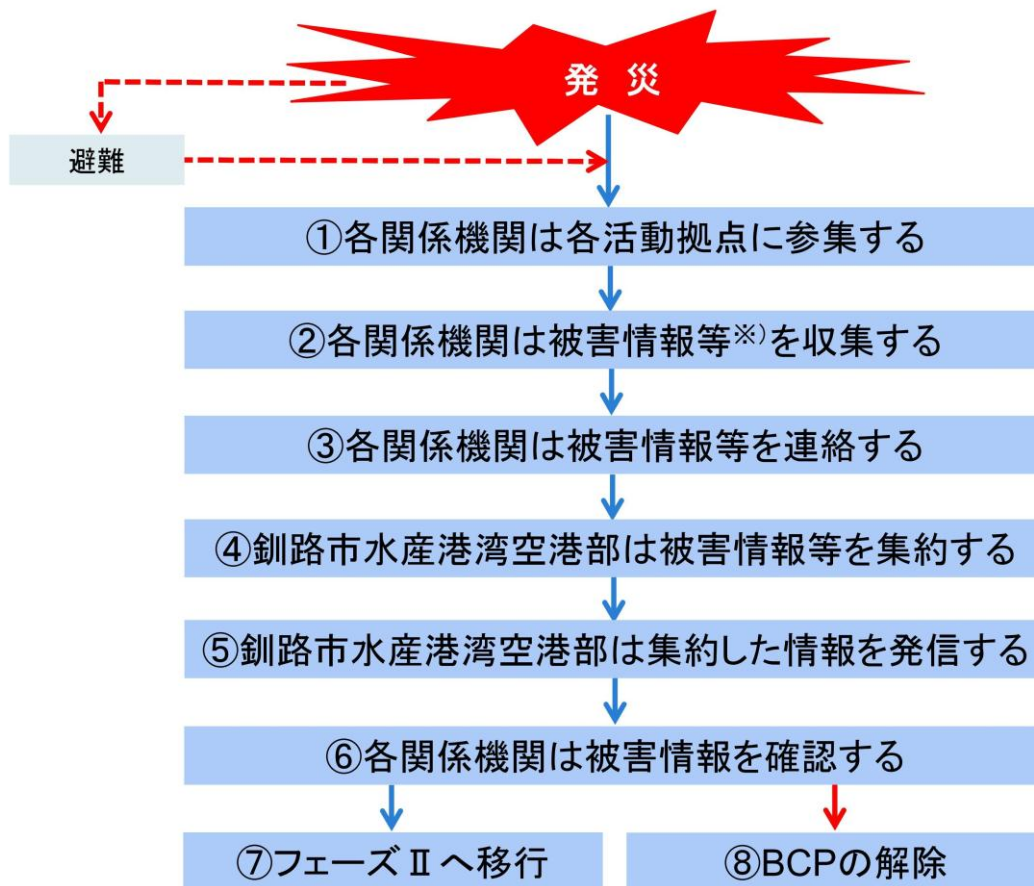 発 災
避難
①各関係機関は各活動拠点に参集する
②各関係機関は被害情報等※)を収集する
③各関係機関は被害情報等を連絡する
④釧路市水産港湾空港部は被害情報等を集約する
⑤釧路市水産港湾空港部は集約した情報を発信する
⑥各関係機関は被害情報を確認する
⑦フェーズⅡへ移行
⑧BCPの解除